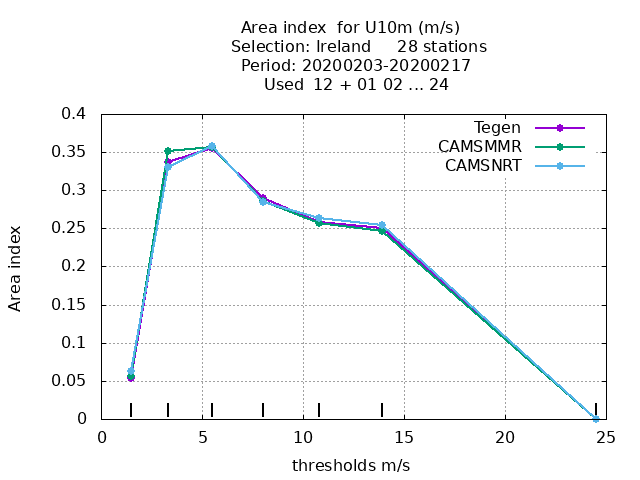 Area index  for U10m (m/s)
Selection: Ireland     28 stations
Period: 20200203-20200217
Used  12 + 01 02 ... 24
Tegen
CAMSMMR
CAMSNRT
Area index
0.4
0.35
0.3
0.25
0.2
0.15
0.1
0.05
0
0 5 10 15 20 25
thresholds m/s